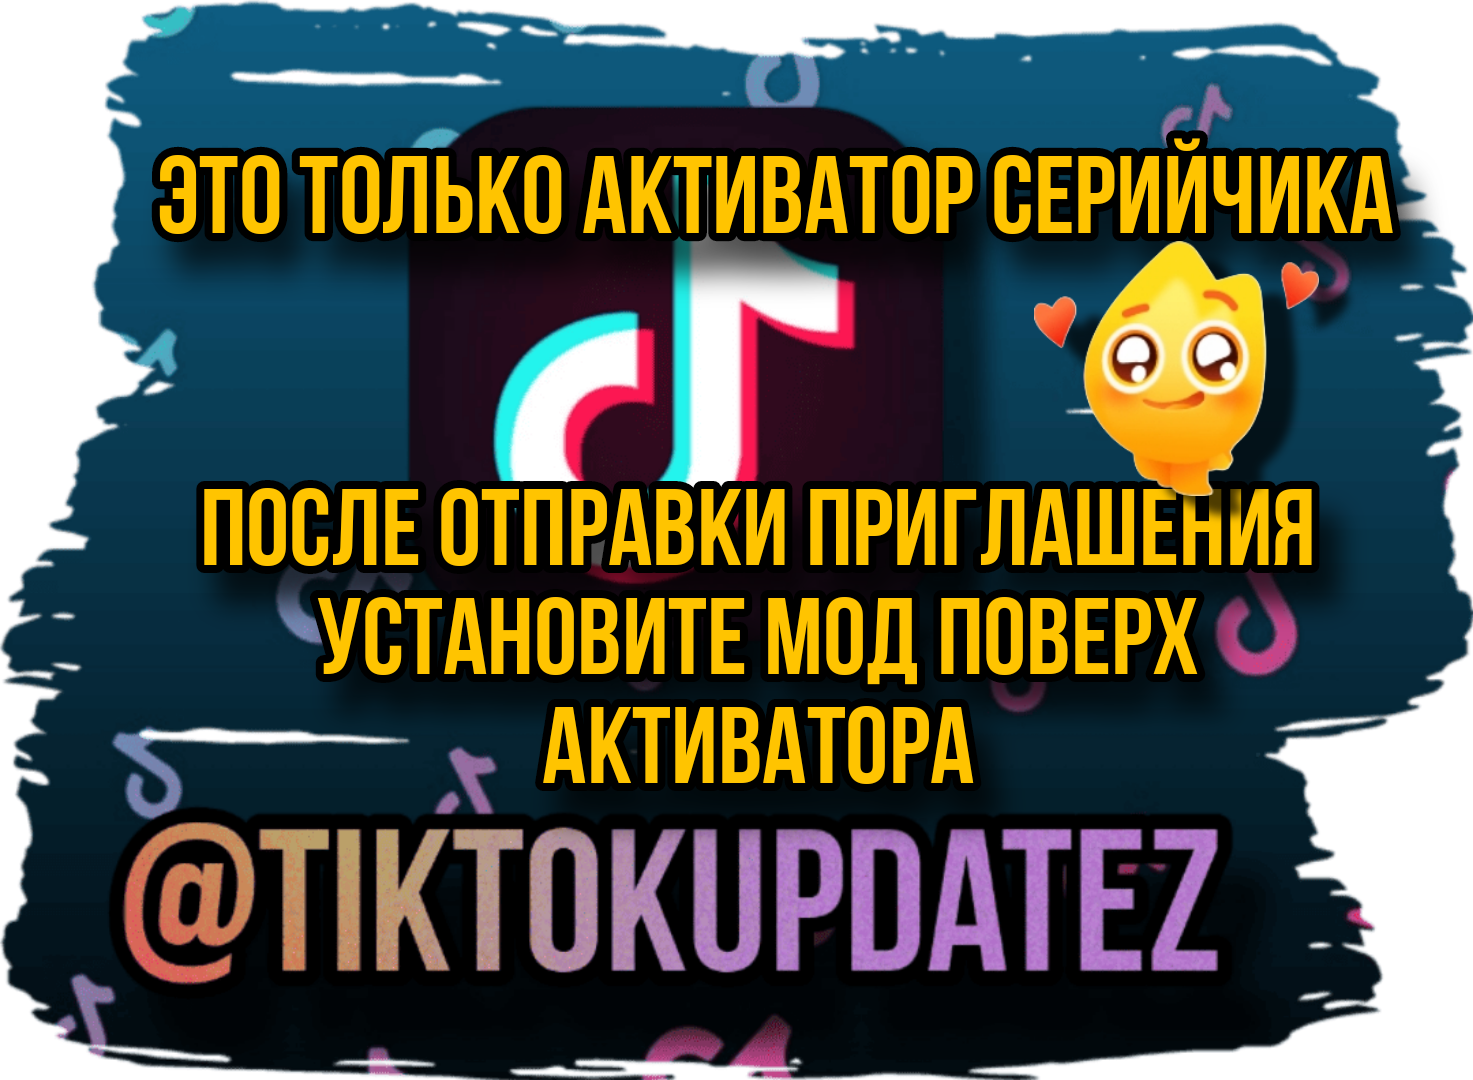 ЭТО ТОЛЬКО АКТИВАТОР СЕРИЙЧИКА
ПОСЛЕ ОТПРАВКИ ПРИГЛАШЕНИЯ
УСТАНОВИТЕ МОД ПОВЕРХ
АКТИВАТОРА
@TIKTOKUPDATEZ